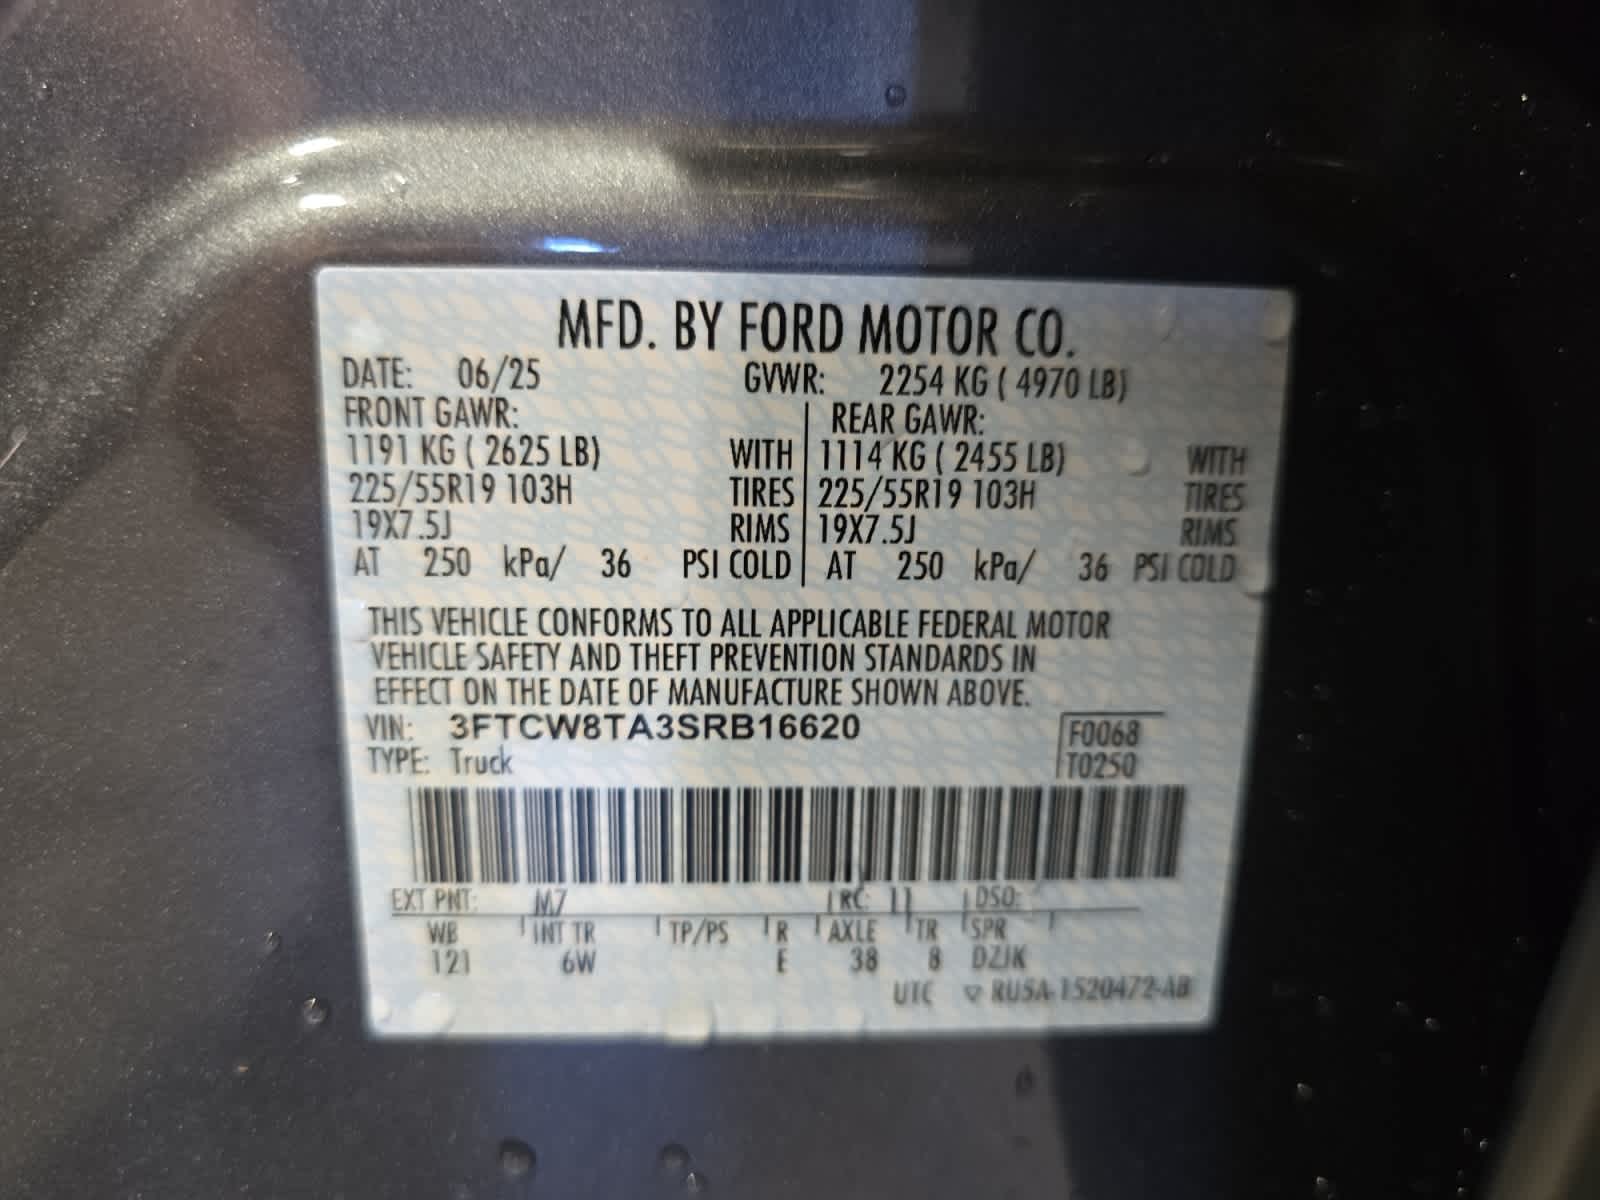 MFD. BY FORD MOTOR CO.
DATE: 06/25 GVWR: 2254 KG ( 4970 LB)
FRONT GAWR: REAR GAWR:
1191 KG ( 2625 LB) WITH 1114 KG ( 2455 LB) WITH
225/55R19 103H TIRES 225/55R19 103H TIRES
19X7.5J RIMS 19X7.5J RIMS
AT 250 kPa/ 36 PSI COLD AT 250 kPa/ 36 PSI COLD
THIS VEHICLE CONFORMS TO ALL APPLICABLE FEDERAL MOTOR
VEHICLE SAFETY AND THEFT PREVENTION STANDARDS IN
EFFECT ON THE DATE OF MANUFACTURE SHOWN ABOVE.
VIN: 3FTCW8TA3SRB16620 F0068
TYPE: Truck T0250
EXT PNT: M7 RC: 11 DSO:
WB INT TR TP/PS R AXLE TR SPR
121 6W E 38 8 DZJK
UTC ▽ RU5A-1520472-AB